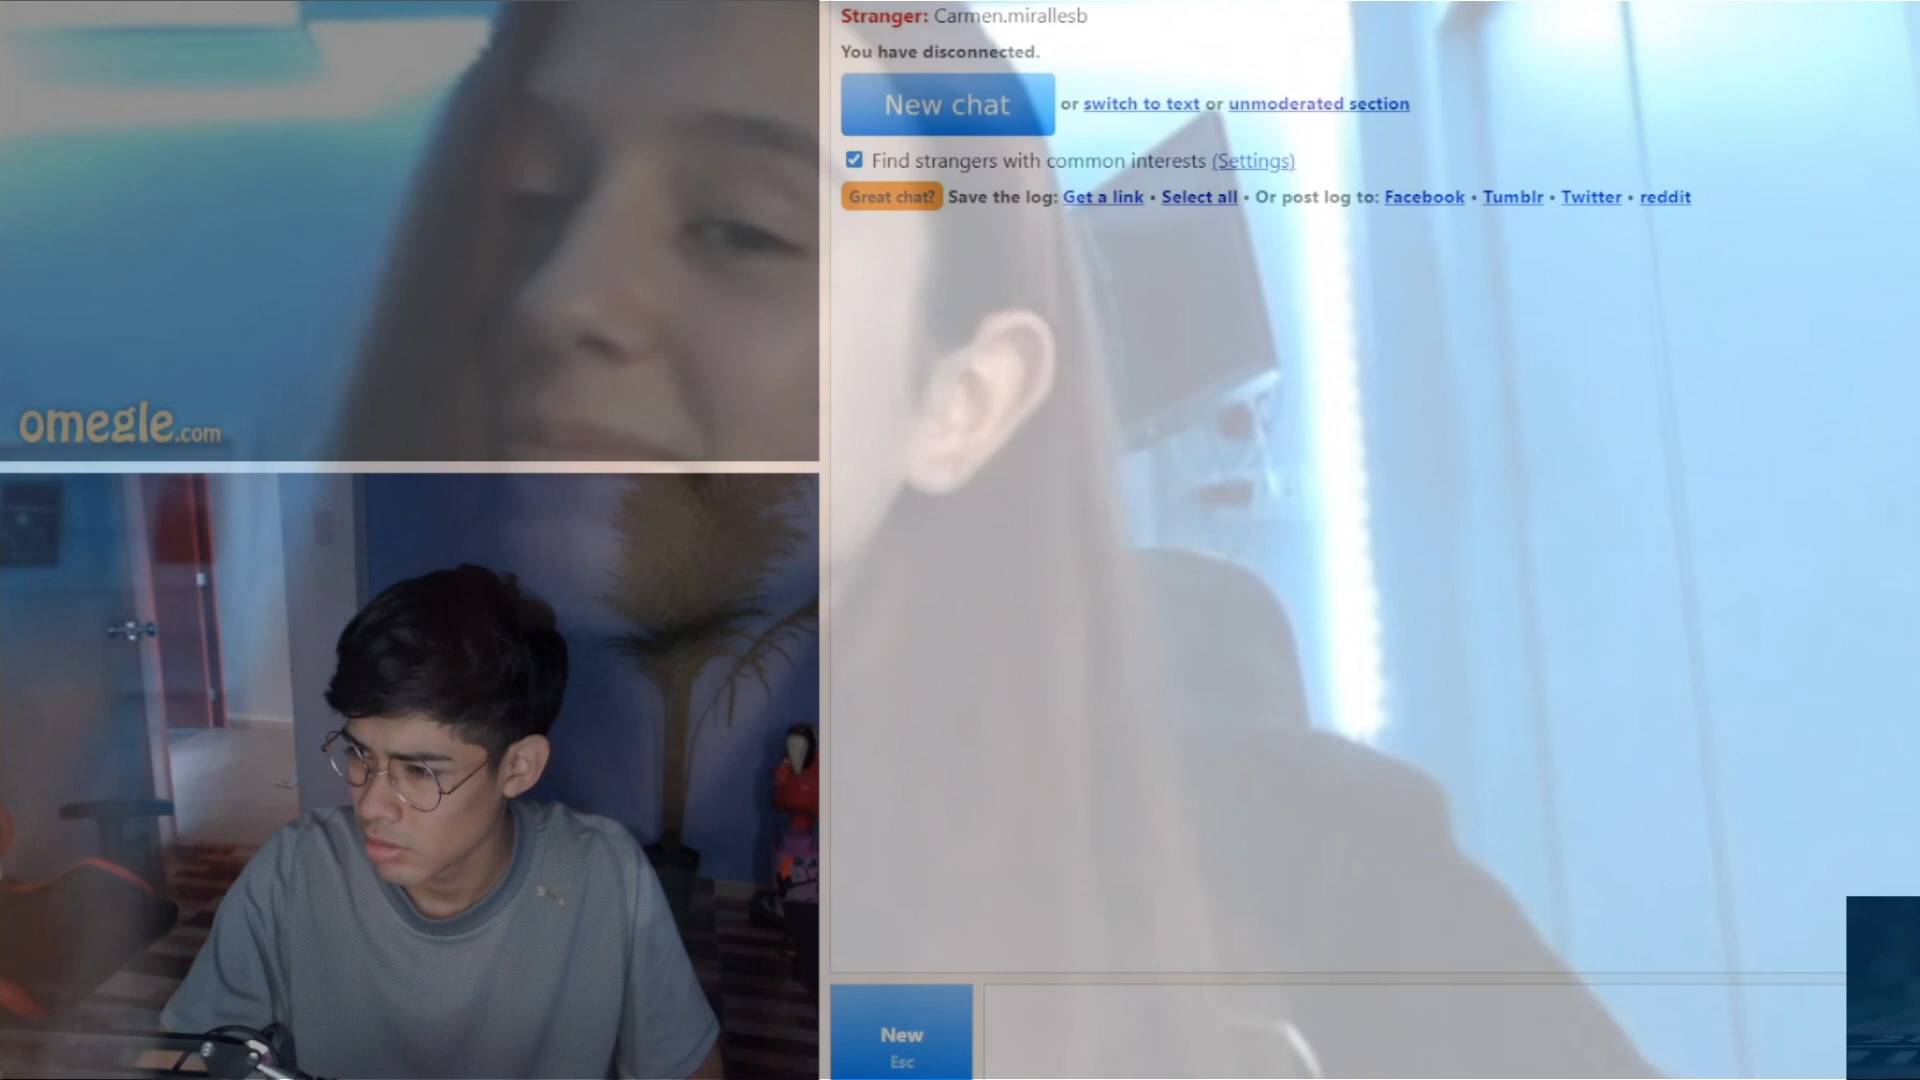 Stranger: Carmen.mirallesb
You have disconnected.
New chat or switch to text or unmoderated section
Find strangers with common interests (Settings)
Great chat? Save the log: Get a link • Select all • Or post log to: Facebook • Tumblr • Twitter • reddit
omegle.com
New
Esc